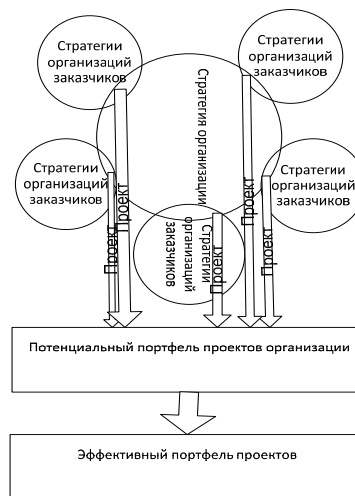 Стратегии
организаций
заказчиков
Стратегии
организаций
заказчиков
Стратегия организации
Стратегии
организаций
заказчиков
Стратегии
организаций
заказчиков
Стратегии
организаций
заказчиков
Проект
Проект
Проект
Проект
Проект
Потенциальный портфель проектов организации
Эффективный портфель проектов